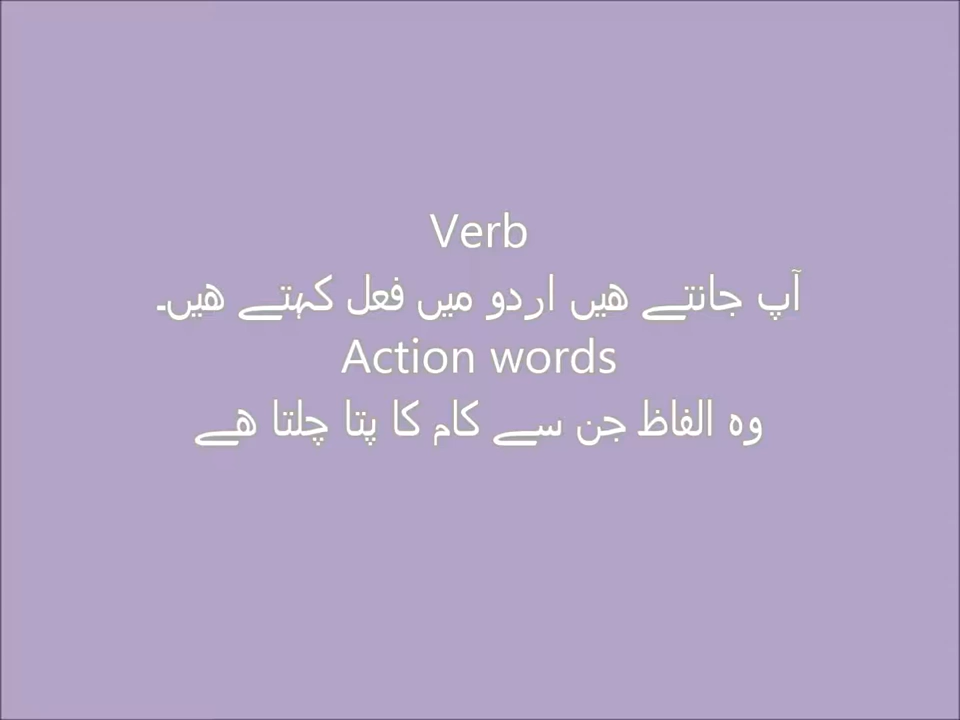 Verb
آپ جانتے ھیں اردو میں فعل کہتے ھیں۔
Action words
وہ الفاظ جن سے کام کا پتا چلتا ھے